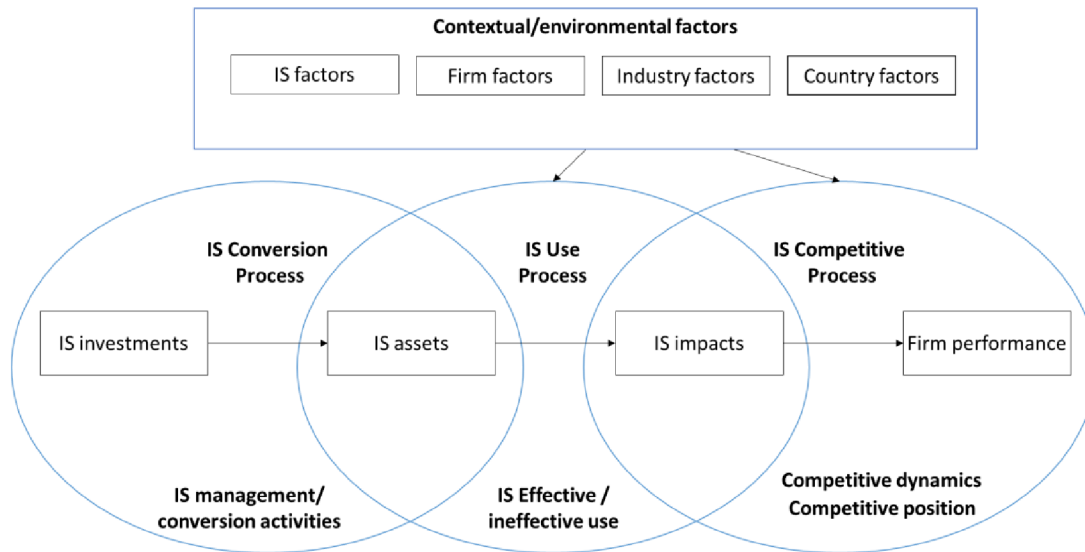 Contextual/environmental factors
IS factors
Firm factors
Industry factors
Country factors
IS Conversion
Process
IS Use
Process
IS Competitive
Process
IS investments
IS assets
IS impacts
Firm performance
IS management/
conversion activities
IS Effective /
ineffective use
Competitive dynamics
Competitive position